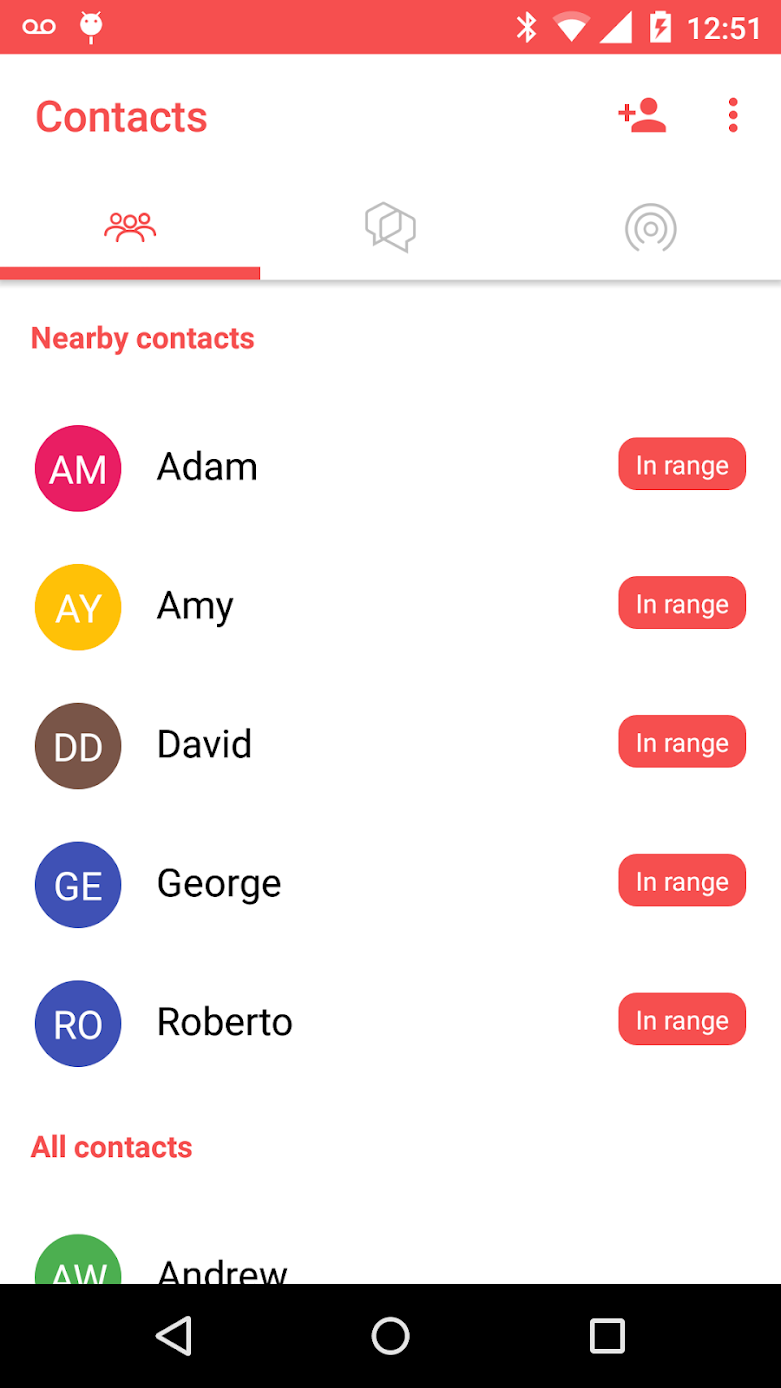 12:51
Contacts
Nearby contacts
AM Adam In range
AY Amy In range
DD David In range
GE George In range
RO Roberto In range
All contacts
AW Andrew